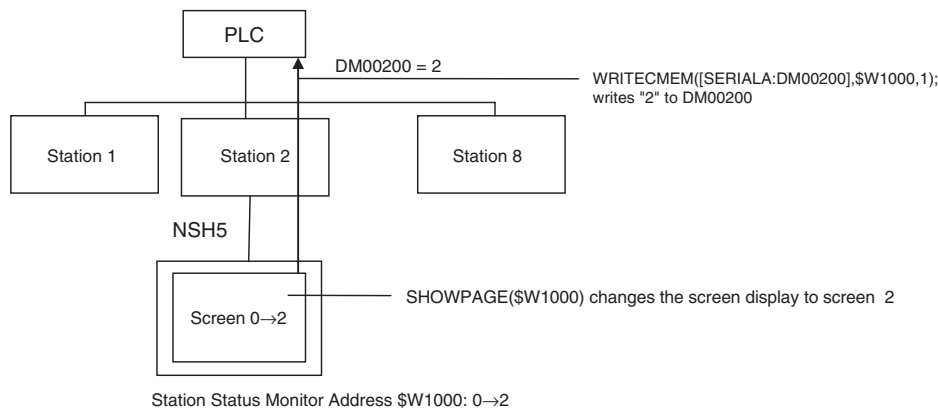 PLC
DM00200 = 2
WRITECMEM([SERIALA:DM00200],$W1000,1);
writes "2" to DM00200
Station 1
Station 2
Station 8
NSH5
SHOWPAGE($W1000) changes the screen display to screen 2
Screen 0→2
Station Status Monitor Address $W1000: 0→2